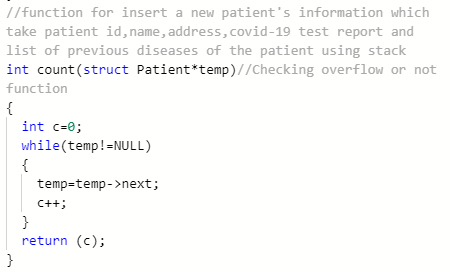 //function for insert a new patient's information which
take patient id,name,address,covid-19 test report and
list of previous diseases of the patient using stack
int count(struct Patient*temp)//Checking overflow or not
function
{
int c=0;
while(temp!=NULL)
{
temp=temp->next;
c++;
}
return (c);
}